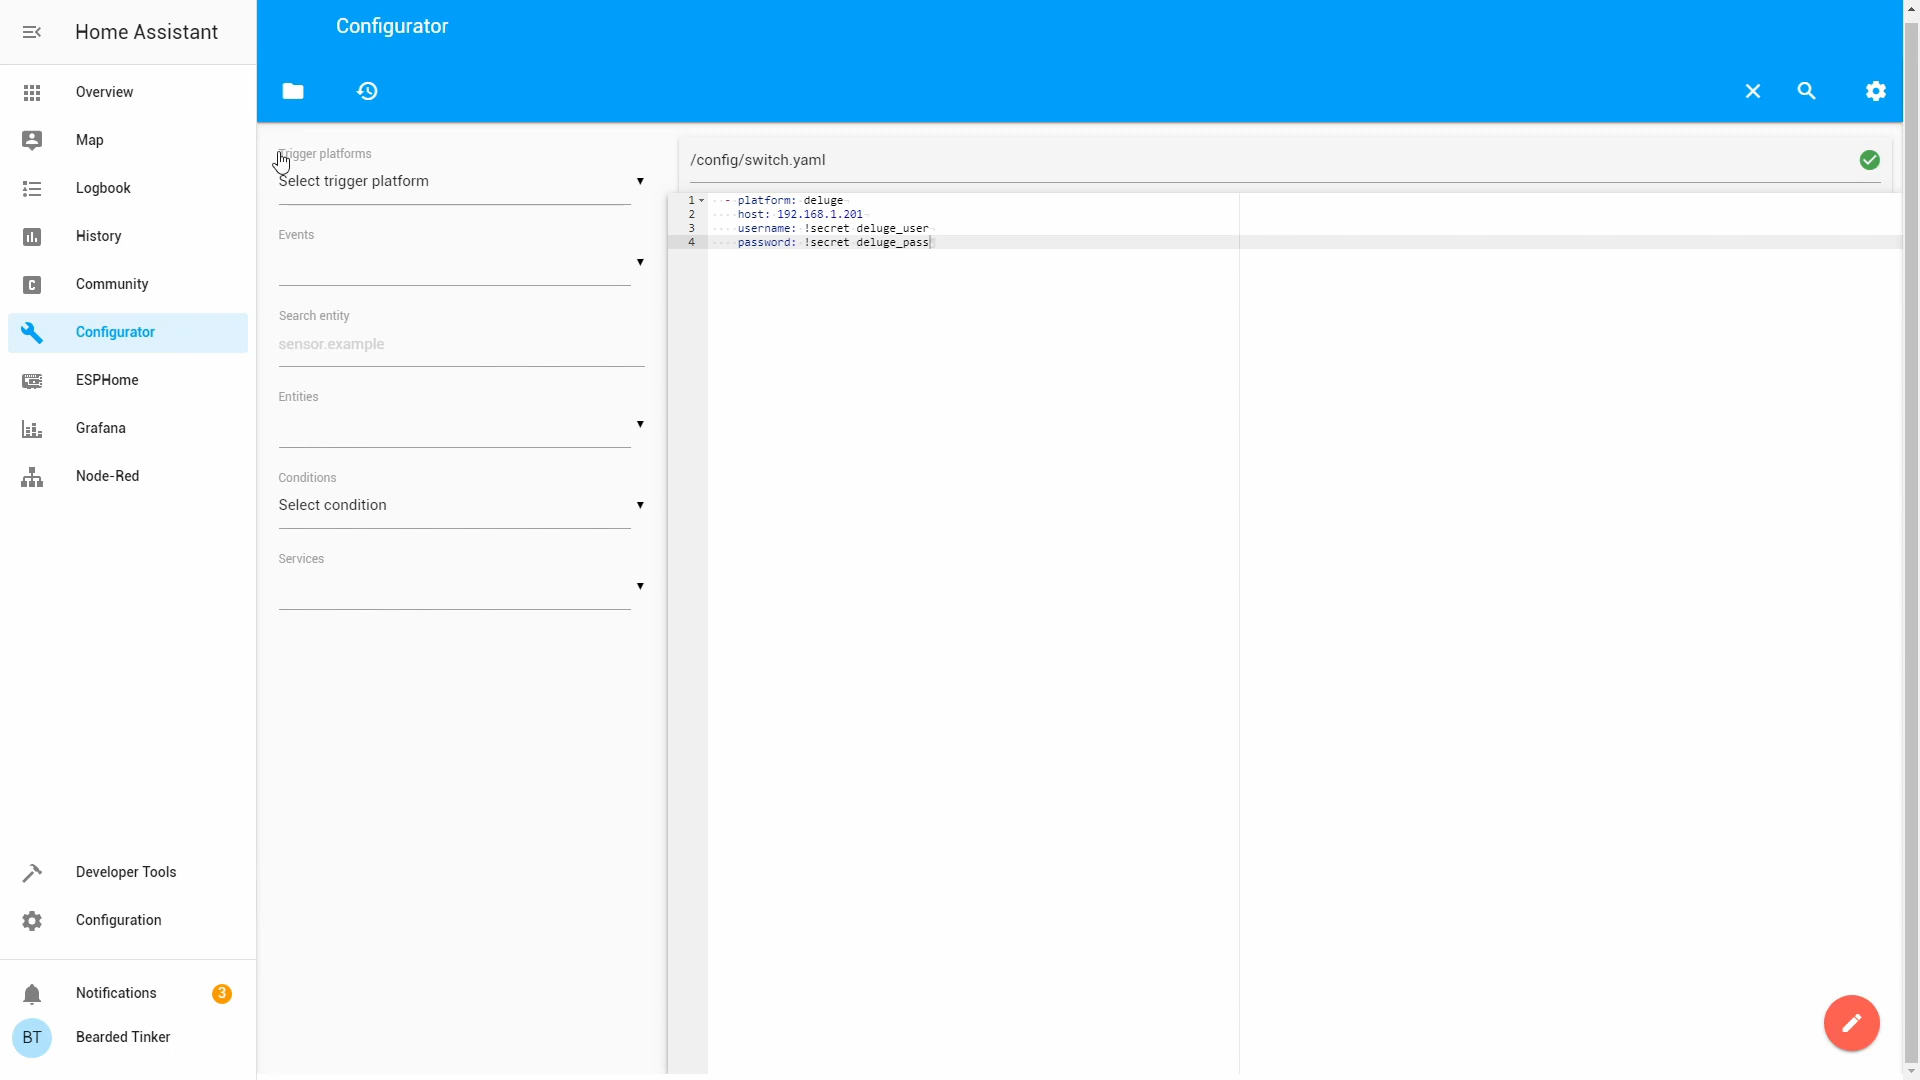 Home Assistant
Configurator
Overview
Map
Logbook
History
Community
Configurator
ESPHome
Grafana
Node-Red
Developer Tools
Configuration
Notifications 3
BT Bearded Tinker
Trigger platforms
Select trigger platform
Events
Search entity
sensor.example
Entities
Conditions
Select condition
Services
/config/switch.yaml
1 - platform: deluge
2 host: 192.168.1.201
3 username: !secret deluge_user
4 password: !secret deluge_pass